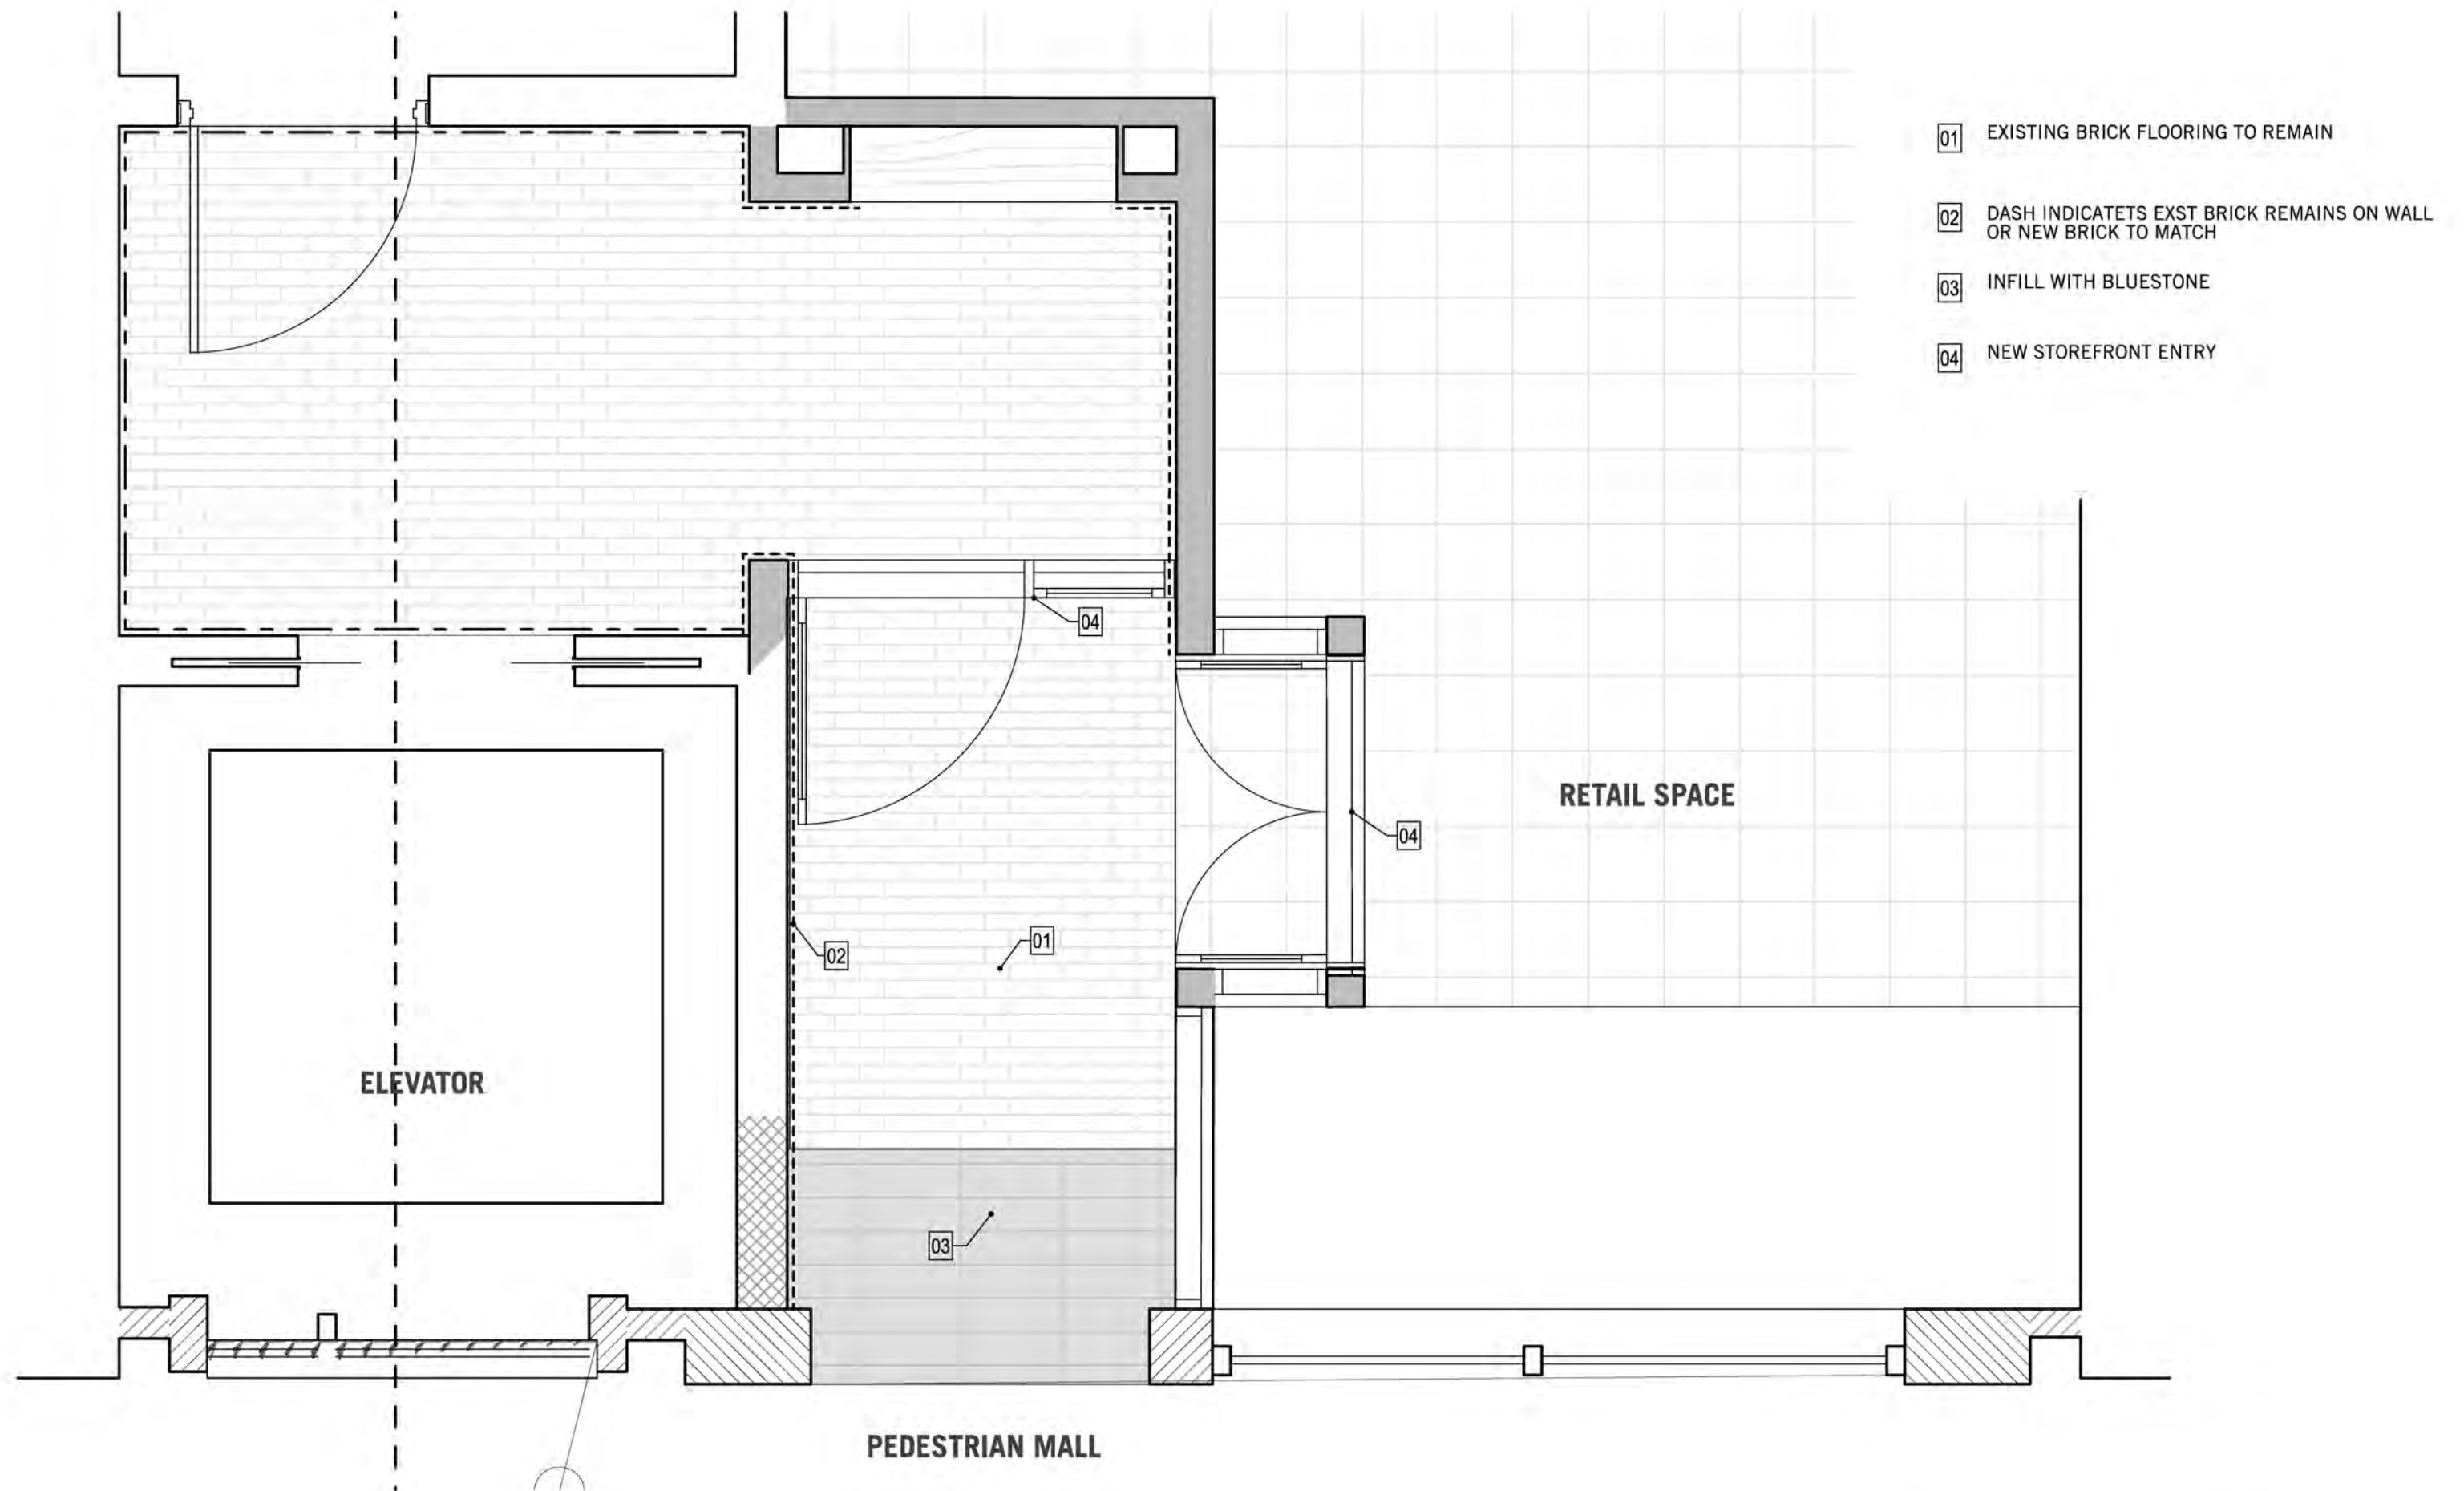 01 EXISTING BRICK FLOORING TO REMAIN
02 DASH INDICATETS EXST BRICK REMAINS ON WALL
OR NEW BRICK TO MATCH
03 INFILL WITH BLUESTONE
04 NEW STOREFRONT ENTRY
04
RETAIL SPACE
04
01
02
ELEVATOR
03
PEDESTRIAN MALL